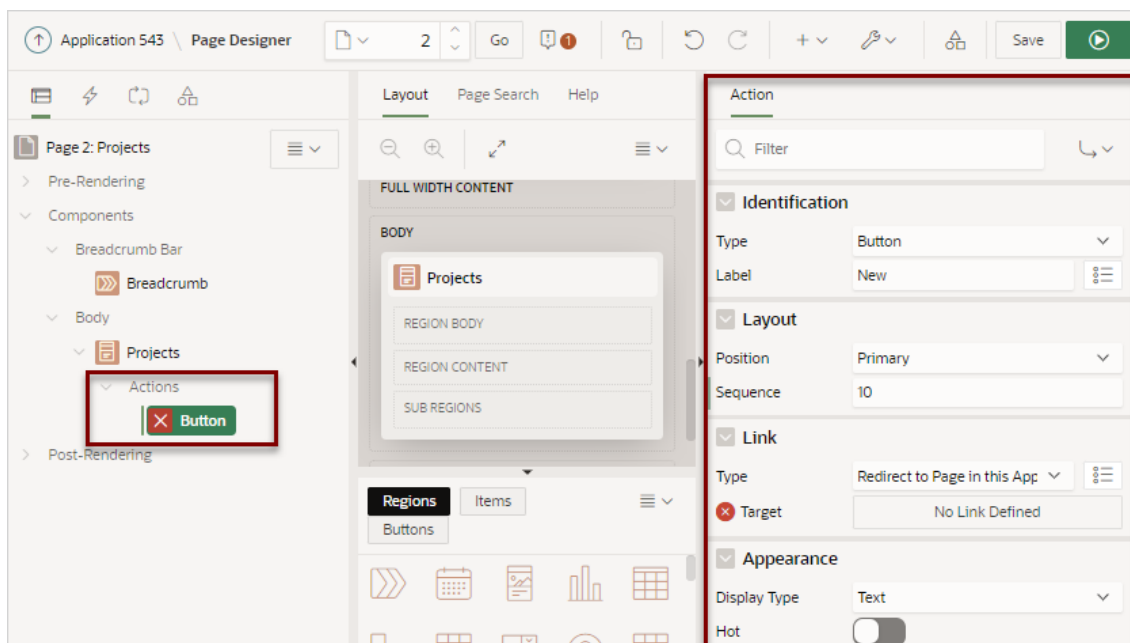 Application 543 \ Page Designer
2
Go
1
Save
Page 2: Projects
Pre-Rendering
Components
Breadcrumb Bar
Breadcrumb
Body
Projects
Actions
Button
Post-Rendering
Layout Page Search Help
FULL WIDTH CONTENT
BODY
Projects
REGION BODY
REGION CONTENT
SUB REGIONS
Regions Items
Buttons
Action
Filter
Identification
Type Button
Label New
Layout
Position Primary
Sequence 10
Link
Type Redirect to Page in this App
Target No Link Defined
Appearance
Display Type Text
Hot